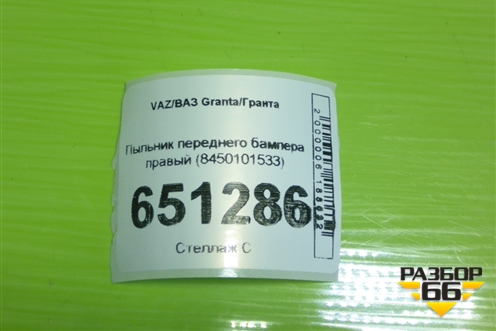 VAZ/ВАЗ Granta/Гранта
Пыльник переднего бампера
правый (8450101533)
651286
Стеллаж С
РАЗБОР
66